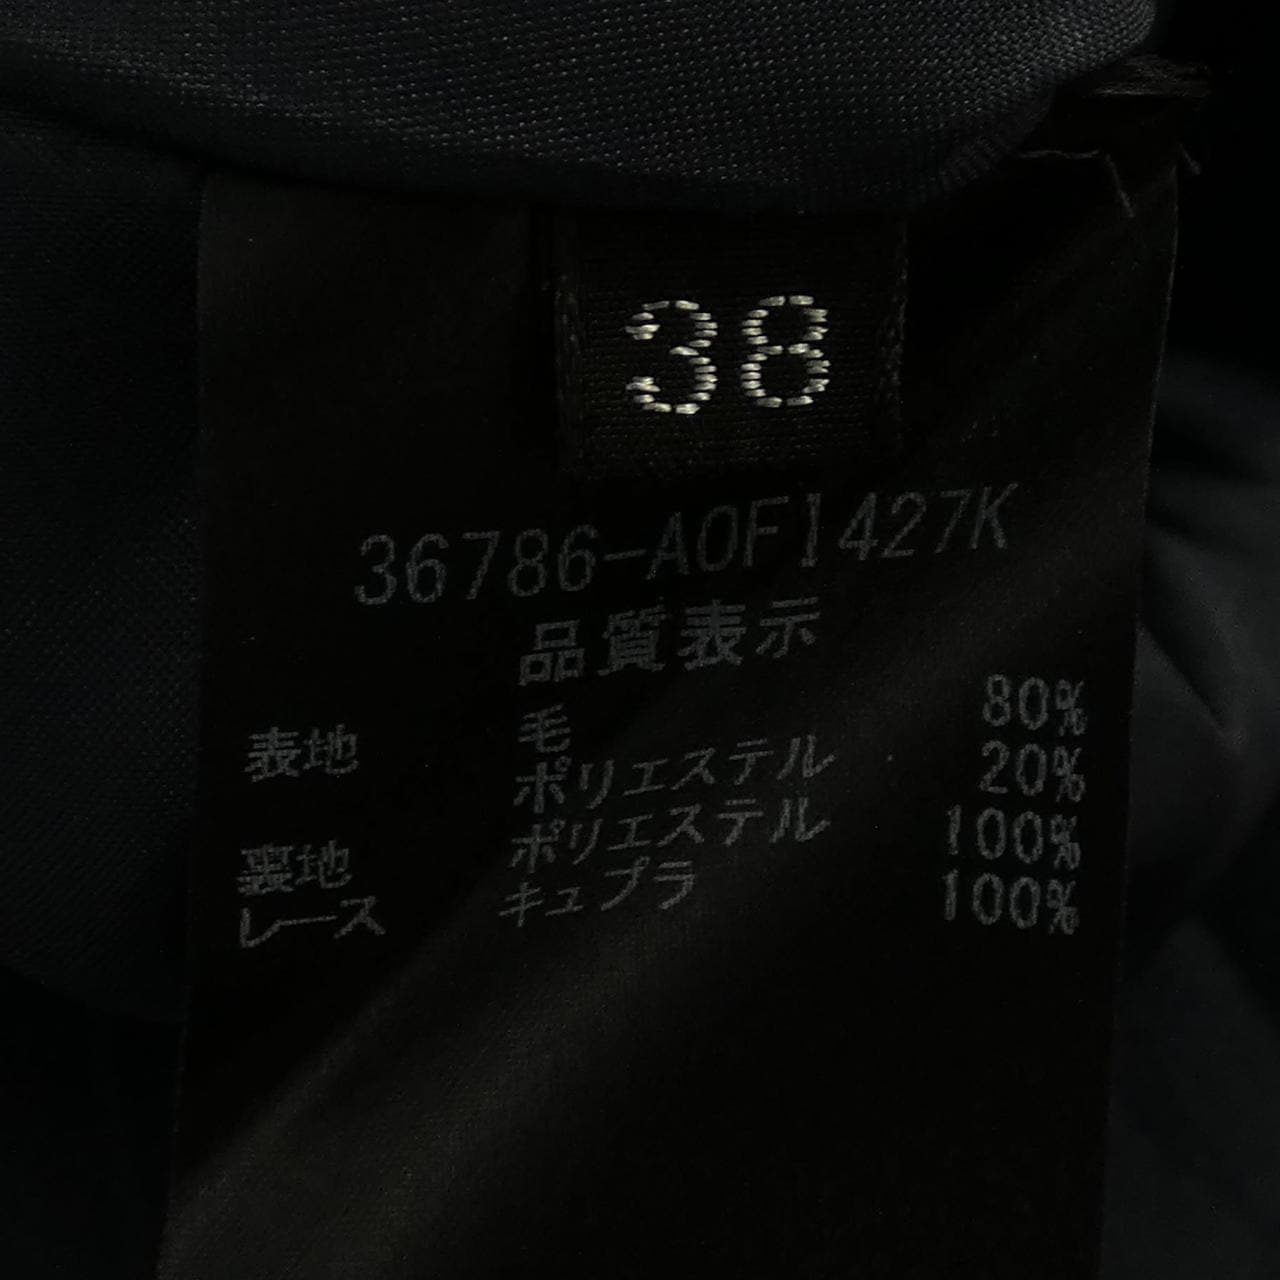 38
36786-A0F1427K
品質表示
表地 毛 80%
ポリエステル 20%
裏地 ポリエステル 100%
レース キュプラ 100%